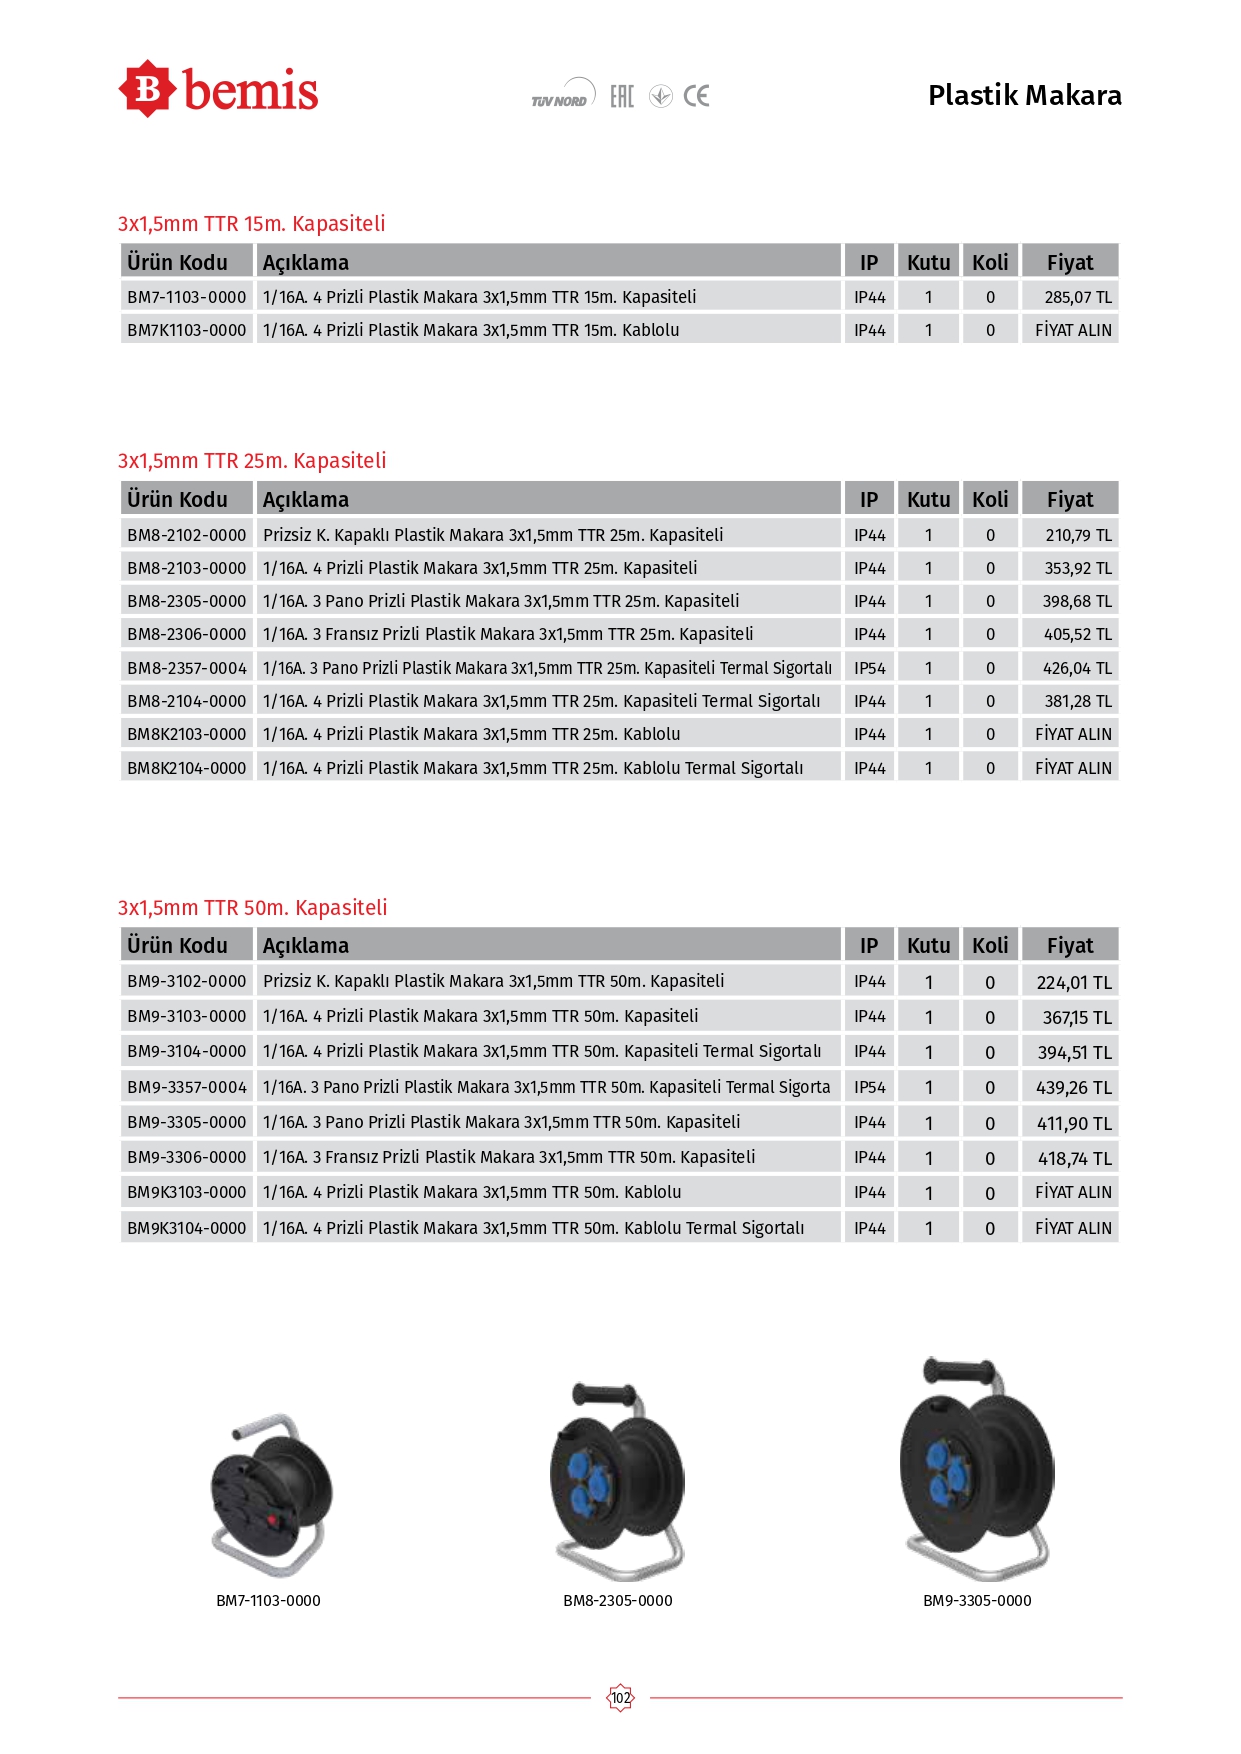 B bemis
TÜV NORD EAC CE
Plastik Makara
3x1,5mm TTR 15m. Kapasiteli
Ürün Kodu Açıklama IP Kutu Koli Fiyat
BM7-1103-0000 1/16A. 4 Prizli Plastik Makara 3x1,5mm TTR 15m. Kapasiteli IP44 1 0 285,07 TL
BM7K1103-0000 1/16A. 4 Prizli Plastik Makara 3x1,5mm TTR 15m. Kablolu IP44 1 0 FİYAT ALIN
3x1,5mm TTR 25m. Kapasiteli
Ürün Kodu Açıklama IP Kutu Koli Fiyat
BM8-2102-0000 Prizsiz K. Kapaklı Plastik Makara 3x1,5mm TTR 25m. Kapasiteli IP44 1 0 210,79 TL
BM8-2103-0000 1/16A. 4 Prizli Plastik Makara 3x1,5mm TTR 25m. Kapasiteli IP44 1 0 353,92 TL
BM8-2305-0000 1/16A. 3 Pano Prizli Plastik Makara 3x1,5mm TTR 25m. Kapasiteli IP44 1 0 398,68 TL
BM8-2306-0000 1/16A. 3 Fransız Prizli Plastik Makara 3x1,5mm TTR 25m. Kapasiteli IP44 1 0 405,52 TL
BM8-2357-0004 1/16A. 3 Pano Prizli Plastik Makara 3x1,5mm TTR 25m. Kapasiteli Termal Sigortalı IP54 1 0 426,04 TL
BM8-2104-0000 1/16A. 4 Prizli Plastik Makara 3x1,5mm TTR 25m. Kapasiteli Termal Sigortalı IP44 1 0 381,28 TL
BM8K2103-0000 1/16A. 4 Prizli Plastik Makara 3x1,5mm TTR 25m. Kablolu IP44 1 0 FİYAT ALIN
BM8K2104-0000 1/16A. 4 Prizli Plastik Makara 3x1,5mm TTR 25m. Kablolu Termal Sigortalı IP44 1 0 FİYAT ALIN
3x1,5mm TTR 50m. Kapasiteli
Ürün Kodu Açıklama IP Kutu Koli Fiyat
BM9-3102-0000 Prizsiz K. Kapaklı Plastik Makara 3x1,5mm TTR 50m. Kapasiteli IP44 1 0 224,01 TL
BM9-3103-0000 1/16A. 4 Prizli Plastik Makara 3x1,5mm TTR 50m. Kapasiteli IP44 1 0 367,15 TL
BM9-3104-0000 1/16A. 4 Prizli Plastik Makara 3x1,5mm TTR 50m. Kapasiteli Termal Sigortalı IP44 1 0 394,51 TL
BM9-3357-0004 1/16A. 3 Pano Prizli Plastik Makara 3x1,5mm TTR 50m. Kapasiteli Termal Sigorta IP54 1 0 439,26 TL
BM9-3305-0000 1/16A. 3 Pano Prizli Plastik Makara 3x1,5mm TTR 50m. Kapasiteli IP44 1 0 411,90 TL
BM9-3306-0000 1/16A. 3 Fransız Prizli Plastik Makara 3x1,5mm TTR 50m. Kapasiteli IP44 1 0 418,74 TL
BM9K3103-0000 1/16A. 4 Prizli Plastik Makara 3x1,5mm TTR 50m. Kablolu IP44 1 0 FİYAT ALIN
BM9K3104-0000 1/16A. 4 Prizli Plastik Makara 3x1,5mm TTR 50m. Kablolu Termal Sigortalı IP44 1 0 FİYAT ALIN
BM7-1103-0000 BM8-2305-0000 BM9-3305-0000
102